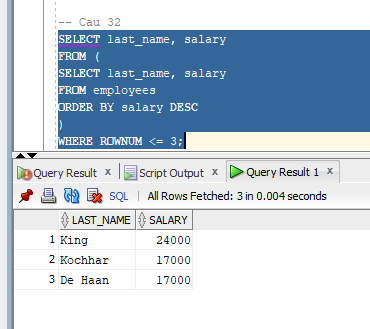 -- Cau 32
SELECT last_name, salary
FROM (
SELECT last_name, salary
FROM employees
ORDER BY salary DESC
)
WHERE ROWNUM <= 3;
Query Result x Script Output x Query Result 1 x
SQL | All Rows Fetched: 3 in 0.004 seconds
LAST_NAME SALARY
1 King 24000
2 Kochhar 17000
3 De Haan 17000